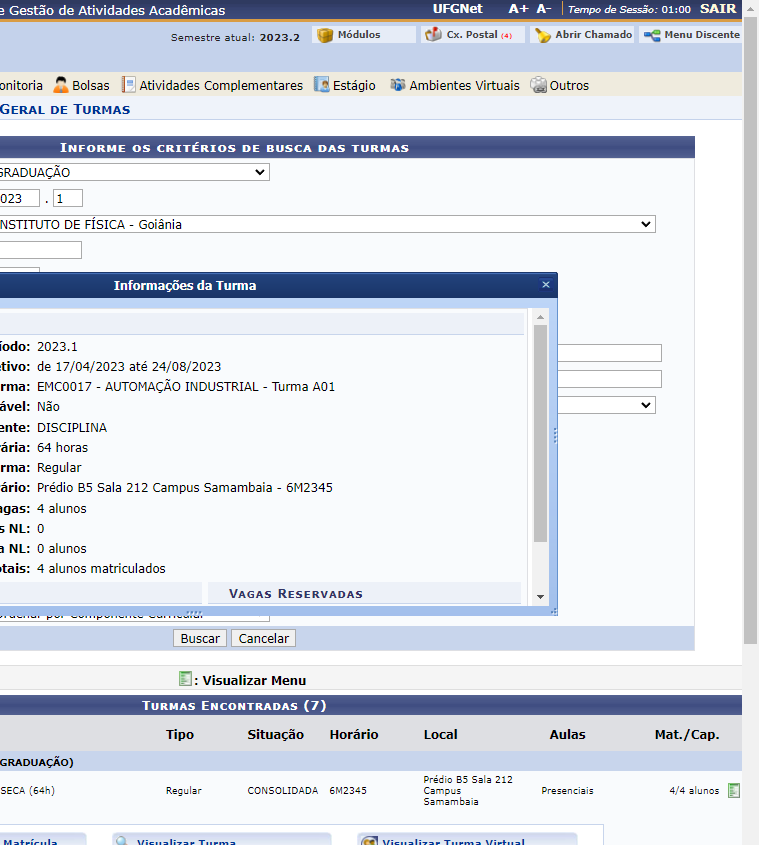 e Gestão de Atividades Acadêmicas UFGNet A+ A- Tempo de Sessão: 01:00 SAIR
Semestre atual: 2023.2 Módulos Cx. Postal (4) Abrir Chamado Menu Discente
onitoria Bolsas Atividades Complementares Estágio Ambientes Virtuais Outros
Geral de Turmas
Informe os critérios de busca das turmas
GRADUAÇÃO
023 . 1
NSTITUTO DE FÍSICA - Goiânia
Informações da Turma ×
íodo: 2023.1
etivo: de 17/04/2023 até 24/08/2023
rma: EMC0017 - AUTOMAÇÃO INDUSTRIAL - Turma A01
ável: Não
ente: DISCIPLINA
ária: 64 horas
rma: Regular
ário: Prédio B5 Sala 212 Campus Samambaia - 6M2345
agas: 4 alunos
s NL: 0
a NL: 0 alunos
otais: 4 alunos matriculados
Vagas Reservadas
Ordenar por Componente Curricular
Buscar Cancelar
: Visualizar Menu
Turmas Encontradas (7)
Tipo Situação Horário Local Aulas Mat./Cap.
GRADUAÇÃO)
SECA (64h) Regular CONSOLIDADA 6M2345 Prédio B5 Sala 212 Campus Samambaia Presenciais 4/4 alunos
Matrícula Visualizar Turma Visualizar Turma Virtual